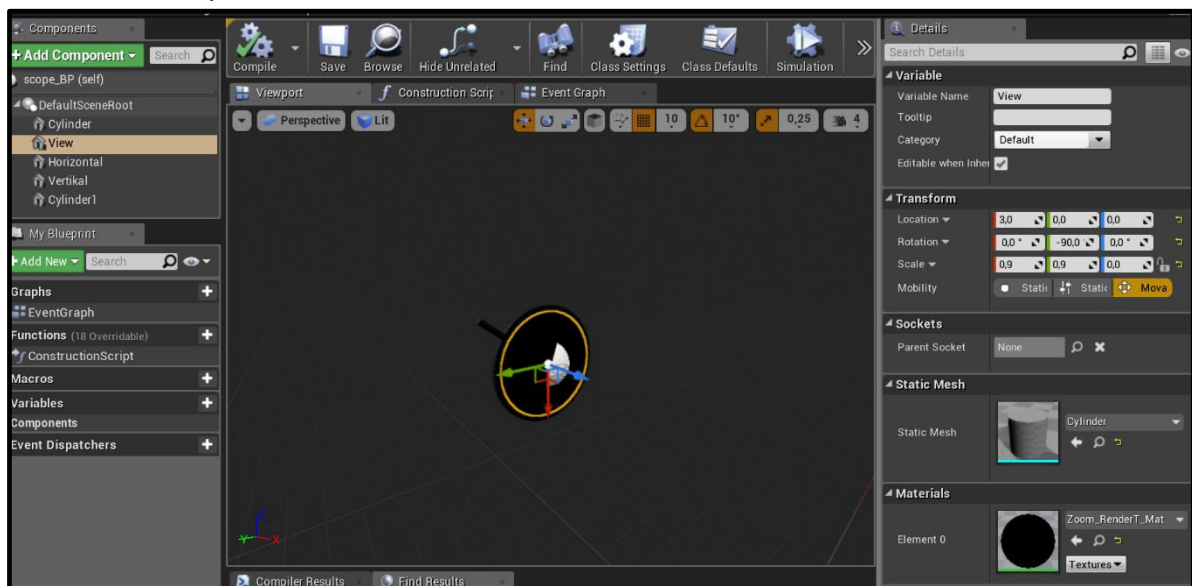 Components
+ Add Component
Search
scope_BP (self)
DefaultSceneRoot
Cylinder
View
Horizontal
Vertikal
Cylinder1
My Blueprint
+ Add New
Search
Graphs
EventGraph
Functions (18 Overridable)
ConstructionScript
Macros
Variables
Components
Event Dispatchers
Compile
Save
Browse
Hide Unrelated
Find
Class Settings
Class Defaults
Simulation
Viewport
Construction Scrip
Event Graph
Perspective
Lit
10
10°
0,25
4
X
Compiler Results
Find Results
Details
Search Details
Variable
Variable Name View
Tooltip
Category Default
Editable when Inher
Transform
Location 3,0 0,0 0,0
Rotation 0,0° -90,0 0,0°
Scale 0,9 0,9 0,0
Mobility Stati Static Mova
Sockets
Parent Socket None
Static Mesh
Static Mesh Cylinder
Materials
Element 0 Zoom_RenderT_Mat
Textures